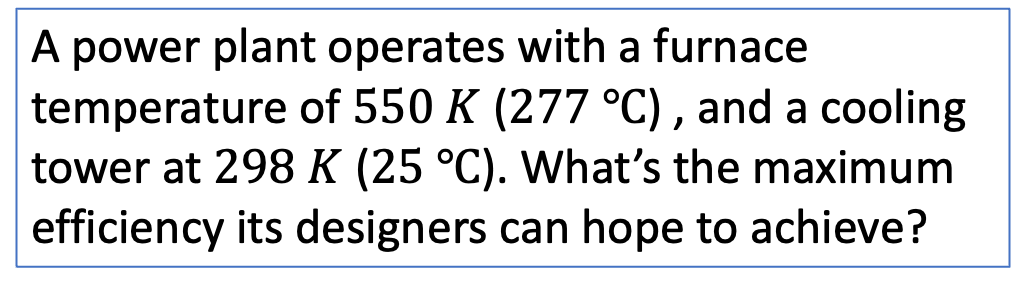 A power plant operates with a furnace
temperature of 550 K (277 °C) , and a cooling
tower at 298 K (25 °C). What’s the maximum
efficiency its designers can hope to achieve?